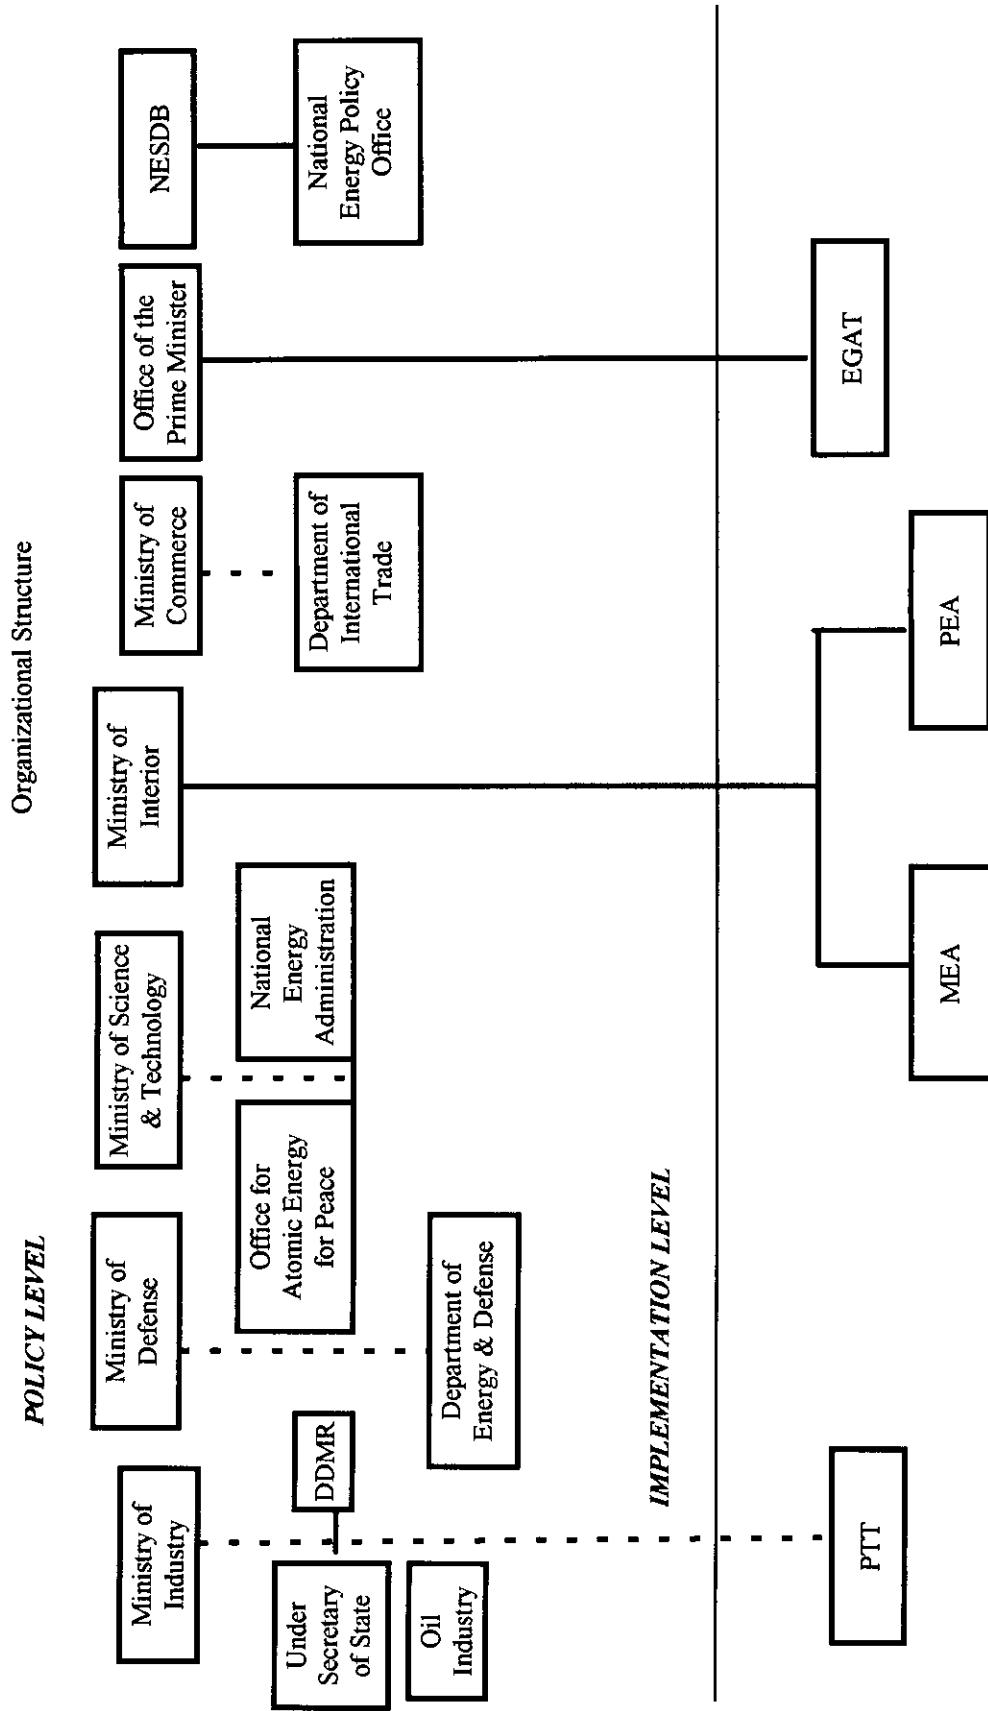 Organizational Structure
POLICY LEVEL
Ministry of
Industry
Ministry of
Defense
Ministry of Science
& Technology
Ministry of
Interior
Ministry of
Commerce
Office of the
Prime Minister
NESDB
Under
Secretary
of State
DDMR
Oil
Industry
Department of
Energy & Defense
Office for
Atomic Energy
for Peace
National
Energy
Administration
Department of
International
Trade
National
Energy Policy
Office
IMPLEMENTATION LEVEL
PTT
MEA
PEA
EGAT